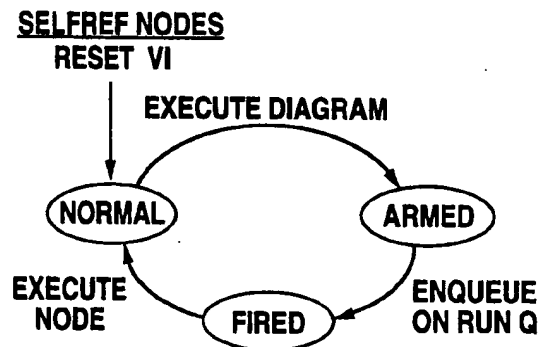 SELFREF NODES
RESET VI
EXECUTE DIAGRAM
NORMAL
ARMED
EXECUTE
NODE
FIRED
ENQUEUE
ON RUN Q